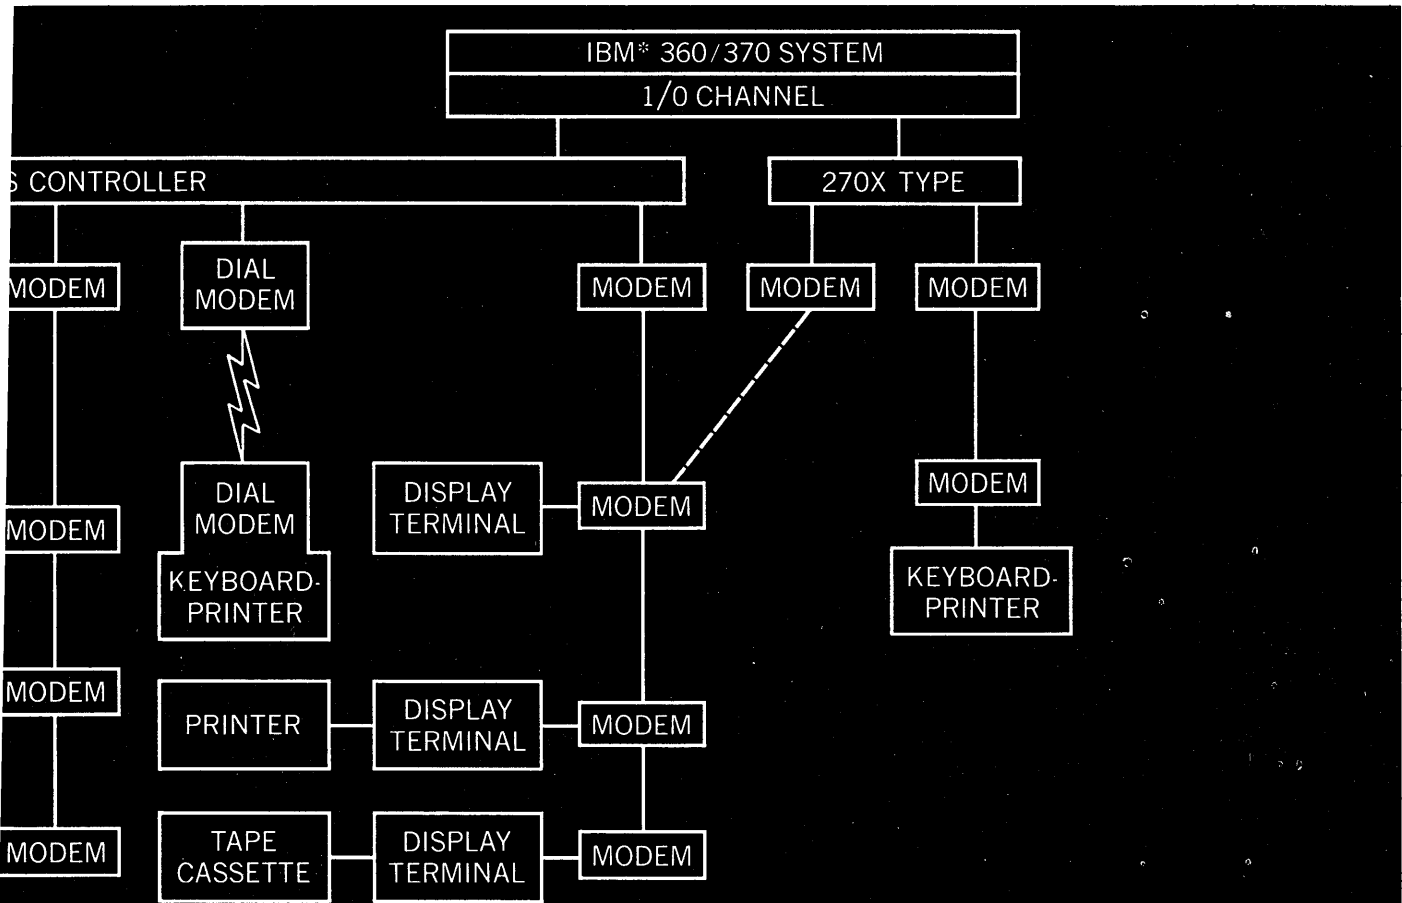 IBM* 360/370 SYSTEM
1/0 CHANNEL
S CONTROLLER
270X TYPE
MODEM
DIAL
MODEM
MODEM
MODEM
MODEM
DIAL
MODEM
DISPLAY
TERMINAL
MODEM
MODEM
MODEM
KEYBOARD-
PRINTER
KEYBOARD-
PRINTER
MODEM
PRINTER
DISPLAY
TERMINAL
MODEM
MODEM
TAPE
CASSETTE
DISPLAY
TERMINAL
MODEM